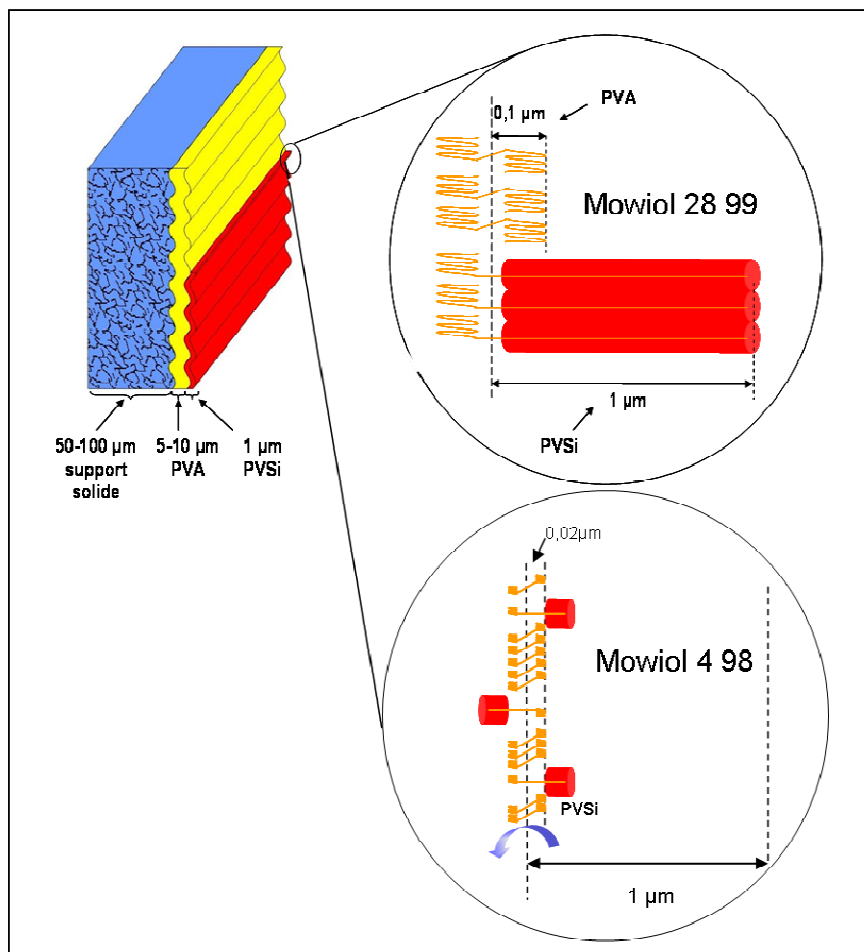 PVA
0,1 µm
Mowiol 28 99
1 µm
PVSi
50-100 µm
support
solide
5-10 µm
PVA
1 µm
PVSi
0,02µm
Mowiol 4 98
PVSi
1 µm